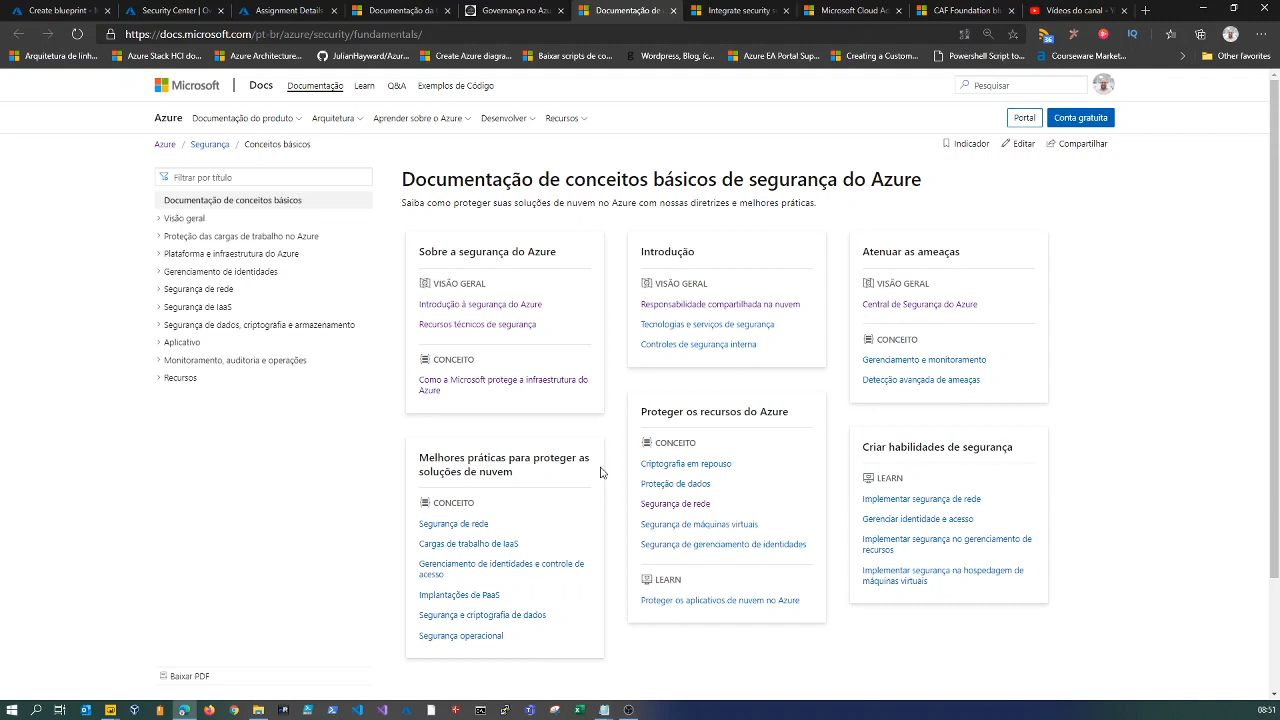 Create blueprint - M
Security Center | Ov
Assignment Details
Documentação da
Governança no Azu
Documentação de
Integrate security s
Microsoft Cloud Ad
CAF Foundation blu
Vídeos do canal - Y
https://docs.microsoft.com/pt-br/azure/security/fundamentals/
36
IQ
Arquitetura de linh...
Azure Stack HCI do...
Azure Architecture...
JasonHayward/Azur...
Create Azure diagra...
Baixar scripts de co...
Wordpress, Blog, íc...
Azure EA Portal Sup...
Creating a Custom...
Powershell Script to...
Courseware Market...
Other favorites
Microsoft
Docs
Documentação
Learn
Q&A
Exemplos de Código
Pesquisar
Azure
Documentação do produto
Arquitetura
Aprender sobre o Azure
Desenvolver
Recursos
Portal
Conta gratuita
Azure / Segurança / Conceitos básicos
Indicador
Editar
Compartilhar
Filtrar por título
Documentação de conceitos básicos
Visão geral
Proteção das cargas de trabalho no Azure
Plataforma e infraestrutura do Azure
Gerenciamento de identidades
Segurança de rede
Segurança de IaaS
Segurança de dados, criptografia e armazenamento
Aplicativo
Monitoramento, auditoria e operações
Recursos
Baixar PDF
Documentação de conceitos básicos de segurança do Azure
Saiba como proteger suas soluções de nuvem no Azure com nossas diretrizes e melhores práticas.
Sobre a segurança do Azure
VISÃO GERAL
Introdução à segurança do Azure
Recursos técnicos de segurança
CONCEITO
Como a Microsoft protege a infraestrutura do
Azure
Melhores práticas para proteger as
soluções de nuvem
CONCEITO
Segurança de rede
Cargas de trabalho de IaaS
Gerenciamento de identidades e controle de
acesso
Implantações de PaaS
Segurança e criptografia de dados
Segurança operacional
Introdução
VISÃO GERAL
Responsabilidade compartilhada na nuvem
Tecnologias e serviços de segurança
Controles de segurança interna
Proteger os recursos do Azure
CONCEITO
Criptografia em repouso
Proteção de dados
Segurança de rede
Segurança de máquinas virtuais
Segurança de gerenciamento de identidades
LEARN
Proteger os aplicativos de nuvem no Azure
Atenuar as ameaças
VISÃO GERAL
Central de Segurança do Azure
CONCEITO
Gerenciamento e monitoramento
Detecção avançada de ameaças
Criar habilidades de segurança
LEARN
Implementar segurança de rede
Gerenciar identidade e acesso
Implementar segurança no gerenciamento de
recursos
Implementar segurança na hospedagem de
máquinas virtuais
08:51